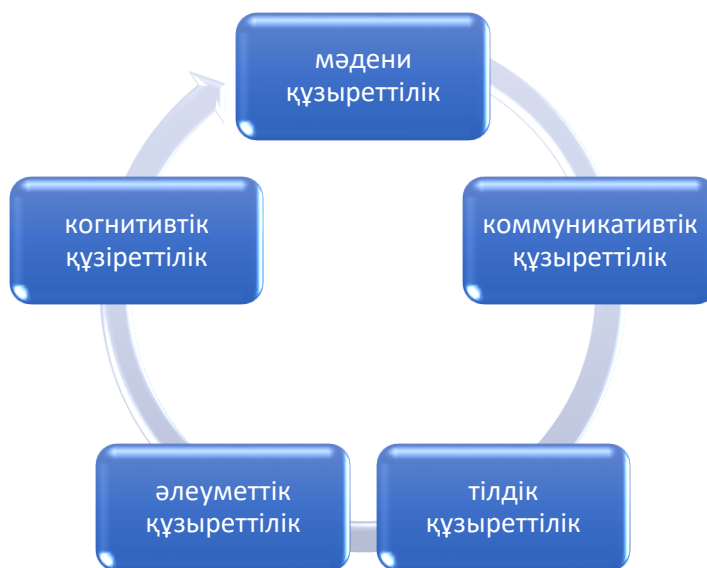 мәдени
құзыреттілік
коммуникативтік
құзыреттілік
тілдік
құзыреттілік
әлеуметтік
құзыреттілік
когнитивтік
құзіреттілік